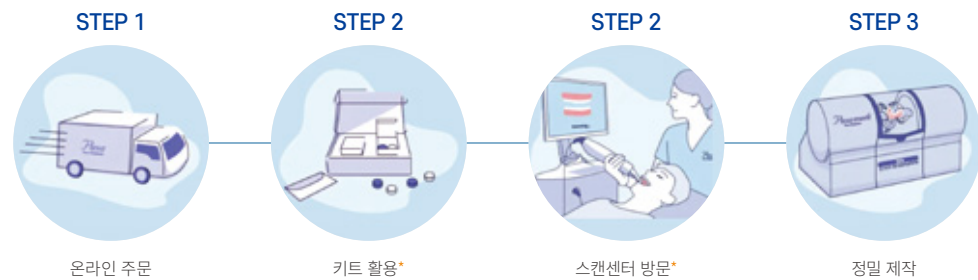 STEP 1
STEP 2
STEP 2
STEP 3
온라인 주문
키트 활용*
스캔센터 방문*
정밀 제작